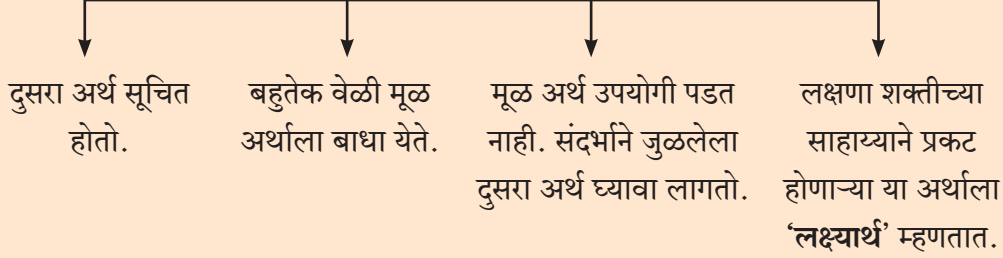 दुसरा अर्थ सूचित
होतो.
बहुतेक वेळी मूळ
अर्थाला बाधा येते.
मूळ अर्थ उपयोगी पडत
नाही. संदर्भाने जुळलेला
दुसरा अर्थ घ्यावा लागतो.
लक्षणा शक्तीच्या
साहाय्याने प्रकट
होणाऱ्या या अर्थाला
‘लक्ष्यार्थ’ म्हणतात.